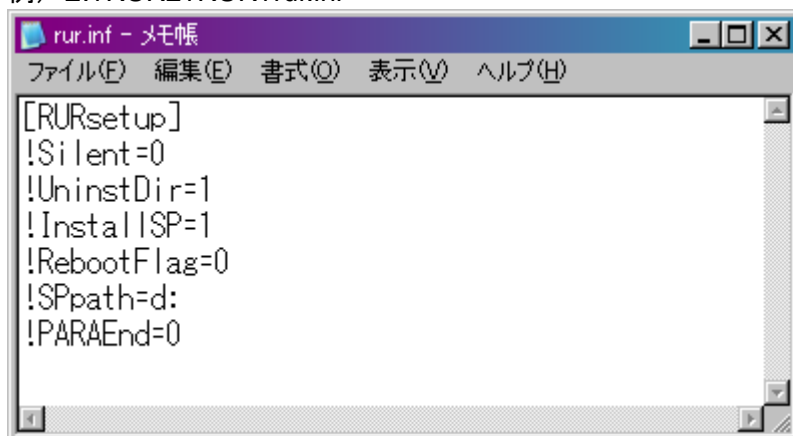 rur.inf - メモ帳
ファイル(F) 編集(E) 書式(O) 表示(V) ヘルプ(H)
[RURsetup]
!Silent=0
!UninstDir=1
!InstallSP=1
!RebootFlag=0
!SPpath=d:
!PARAEnd=0